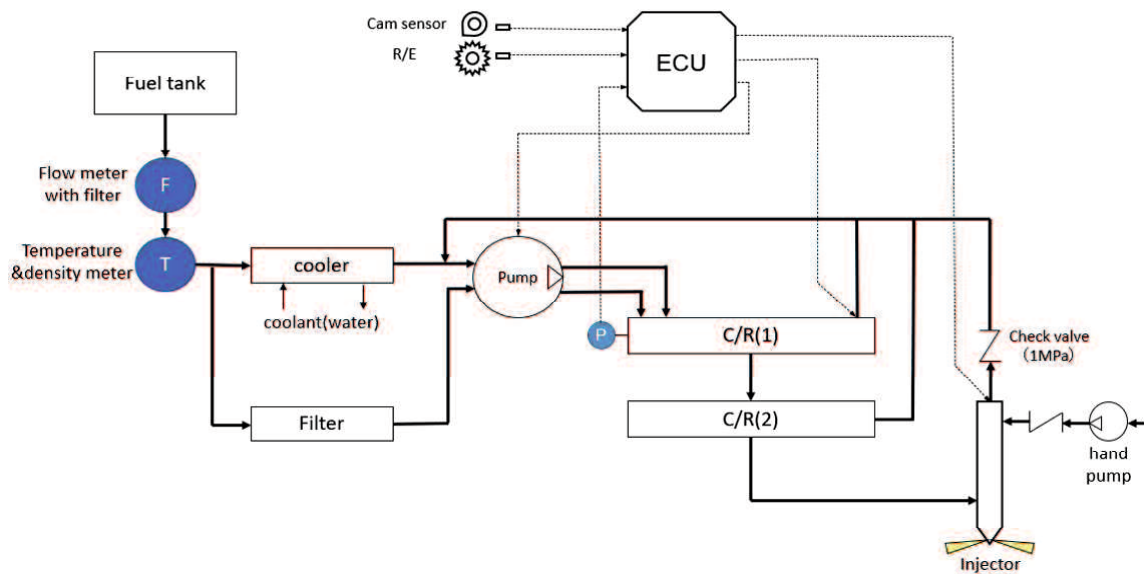 Cam sensor
R/E
ECU
Fuel tank
Flow meter
with filter
F
Temperature
&density meter
T
cooler
coolant(water)
Pump
P
C/R(1)
Check valve
(1MPa)
Filter
C/R(2)
hand
pump
Injector